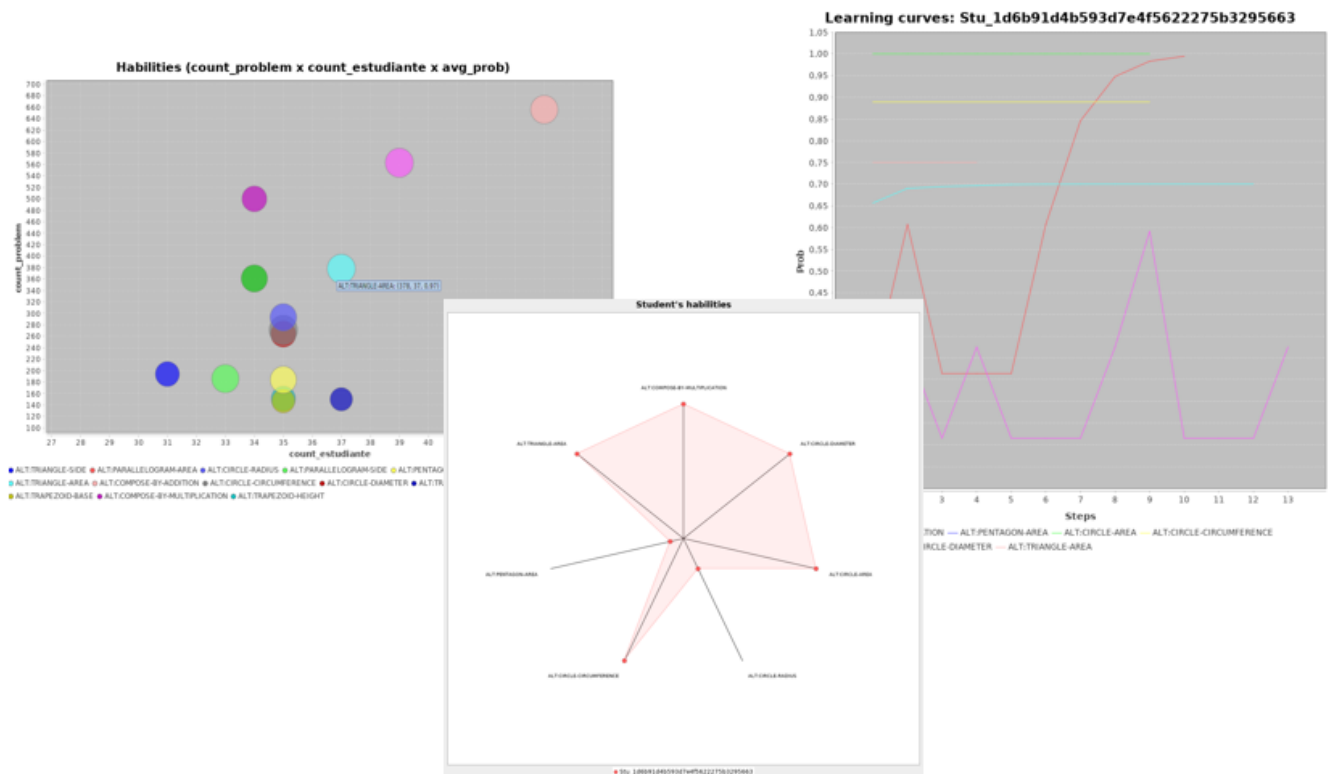 Learning curves: Stu_1d6b91d4b593d7e4f5622275b3295663
1,05
1,00
0,95
0,90
0,85
0,80
0,75
0,70
0,65
0,60
0,55
0,50
0,45
Prob
3 4 5 6 7 8 9 10 11 12 13
Steps
ALT:PENTAGON-AREA ALT:CIRCLE-AREA ALT:CIRCLE-CIRCUMFERENCE
IRCLE-DIAMETER ALT:TRIANGLE-AREA
Habilities (count_problem x count_estudiante x avg_prob)
700
680
660
640
620
600
580
560
540
520
500
480
460
440
420
400
380
360
340
320
300
280
260
240
220
200
180
160
140
120
100
count_problem
ALT:TRIANGLE-AREA: (378, 37, 0,97)
27 28 29 30 31 32 33 34 35 36 37 38 39 40
count_estudiante
ALT:TRIANGLE-SIDE ALT:PARALLELOGRAM-AREA ALT:CIRCLE-RADIUS ALT:PARALLELOGRAM-SIDE ALT:PENTAG
ALT:TRIANGLE-AREA ALT:COMPOSE-BY-ADDITION ALT:CIRCLE-CIRCUMFERENCE ALT:CIRCLE-DIAMETER ALT:TR
ALT:TRAPEZOID-BASE ALT:COMPOSE-BY-MULTIPLICATION ALT:TRAPEZOID-HEIGHT
Student's habilities
ALT:COMPOSE-BY-MULTIPLICATION
ALT:TRIANGLE-AREA
ALT:CIRCLE-DIAMETER
ALT:PENTAGON-AREA
ALT:CIRCLE-AREA
ALT:CIRCLE-CIRCUMFERENCE
ALT:CIRCLE-RADIUS
Stu_1d6b91d4b593d7e4f5622275b3295663